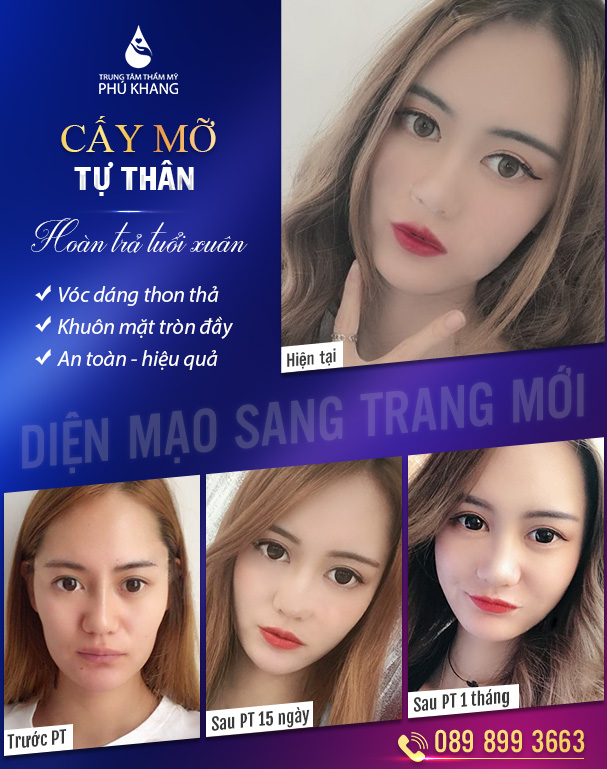 TRUNG TÂM THẨM MỸ
PHÚ KHANG
CẤY MỠ
TỰ THÂN
Hoàn trả tuổi xuân
Vóc dáng thon thả
Khuôn mặt tròn đầy
An toàn - hiệu quả
Hiện tại
DIỆN MẠO SANG TRANG MỚI
Trước PT
Sau PT 15 ngày
Sau PT 1 tháng
089 899 3663